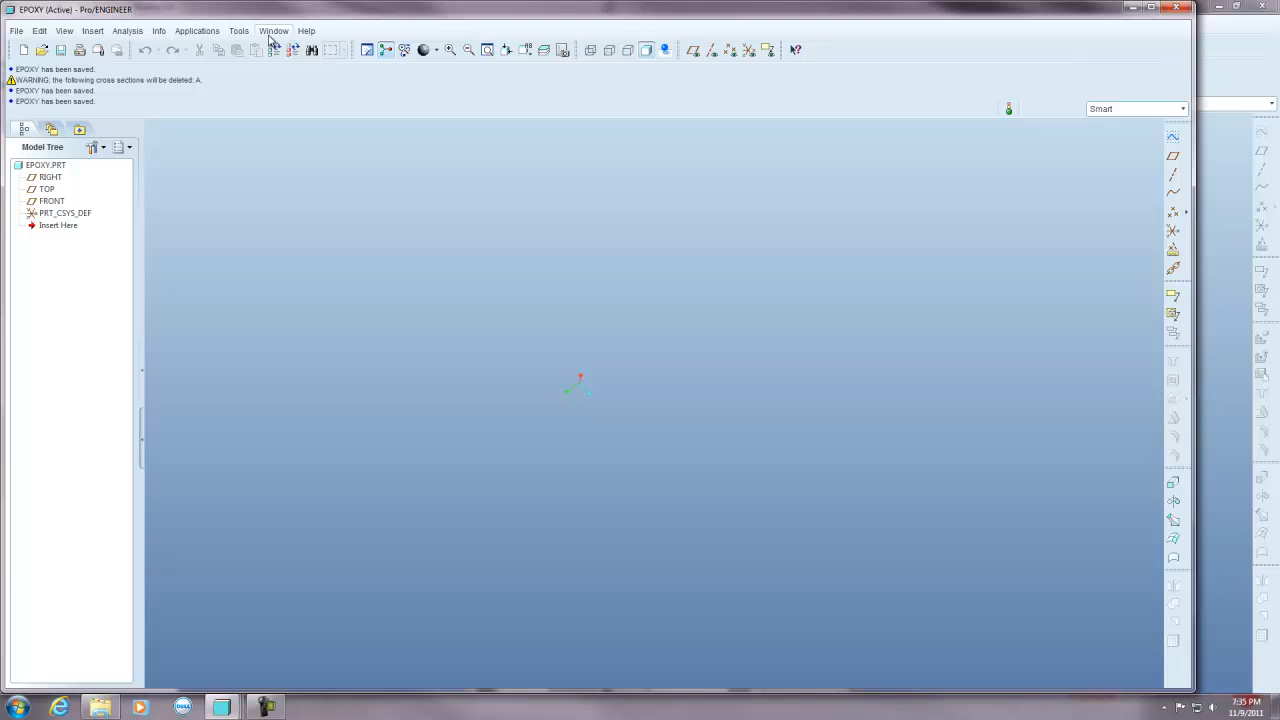 EPOXY (Active) - Pro/ENGINEER
File Edit View Insert Analysis Info Applications Tools Window Help
EPOXY has been saved.
WARNING: the following cross sections will be deleted: A.
EPOXY has been saved.
EPOXY has been saved.
Smart
Model Tree
EPOXY.PRT
RIGHT
TOP
FRONT
PRT_CSYS_DEF
Insert Here
DELL
7:35 PM
11/9/2011